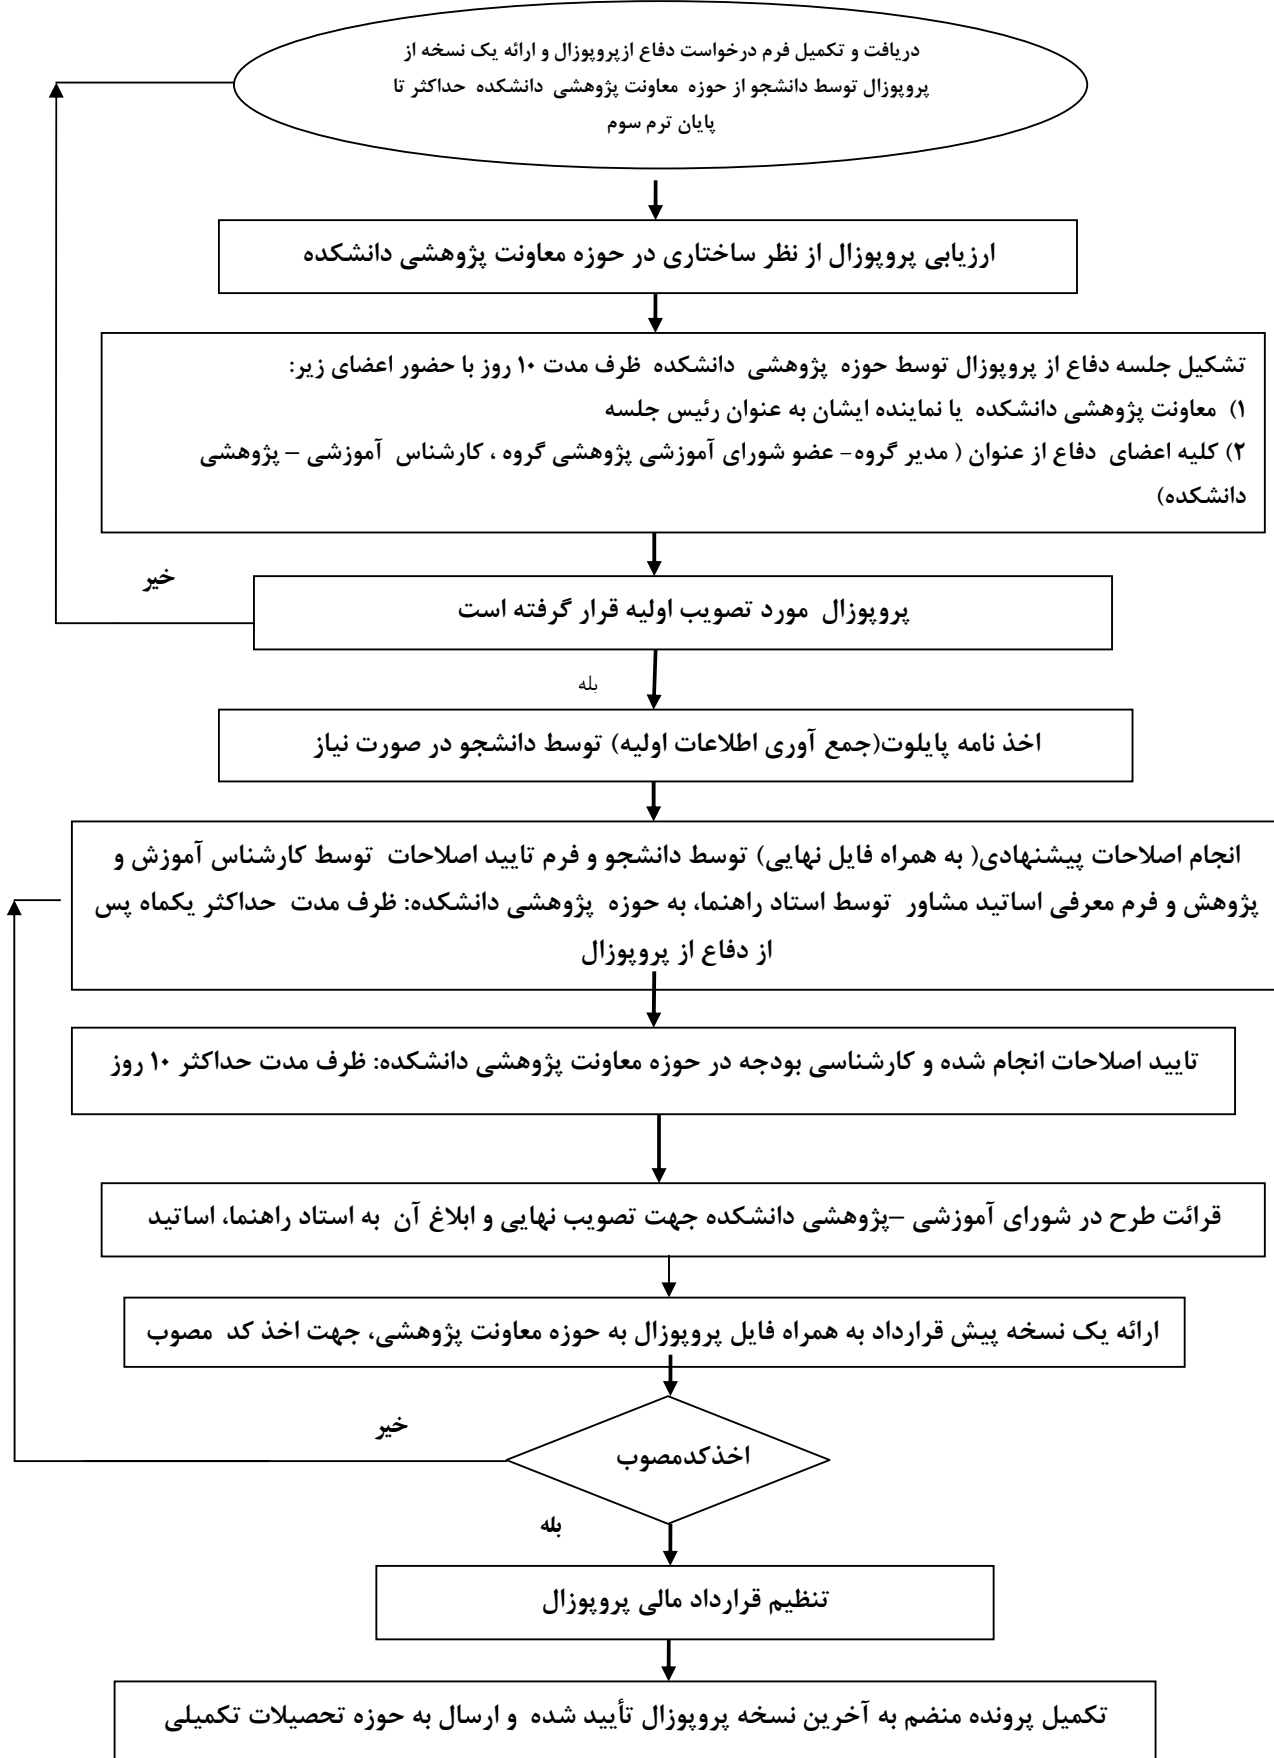 دریافت و تکمیل فرم درخواست دفاع ازپروپوزال و ارائه یک نسخه از
پروپوزال توسط دانشجو از حوزه معاونت پژوهشی دانشکده حداکثر تا
پایان ترم سوم
ارزیابی پروپوزال از نظر ساختاری در حوزه معاونت پژوهشی دانشکده
تشکیل جلسه دفاع از پروپوزال توسط حوزه پژوهشی دانشکده ظرف مدت ۱۰ روز با حضور اعضای زیر:
۱) معاونت پژوهشی دانشکده یا نماینده ایشان به عنوان رئیس جلسه
۲) کلیه اعضای دفاع از عنوان ( مدیر گروه- عضو شورای آموزشی پژوهشی گروه ، کارشناس آموزشی – پژوهشی
دانشکده)
خیر
پروپوزال مورد تصویب اولیه قرار گرفته است
بله
اخذ نامه پایلوت(جمع آوری اطلاعات اولیه) توسط دانشجو در صورت نیاز
انجام اصلاحات پیشنهادی( به همراه فایل نهایی) توسط دانشجو و فرم تایید اصلاحات توسط کارشناس آموزش و
پژوهش و فرم معرفی اساتید مشاور توسط استاد راهنما، به حوزه پژوهشی دانشکده: ظرف مدت حداکثر یکماه پس
از دفاع از پروپوزال
تایید اصلاحات انجام شده و کارشناسی بودجه در حوزه معاونت پژوهشی دانشکده: ظرف مدت حداکثر ۱۰ روز
قرائت طرح در شورای آموزشی –پژوهشی دانشکده جهت تصویب نهایی و ابلاغ آن به استاد راهنما، اساتید
ارائه یک نسخه پیش قرارداد به همراه فایل پروپوزال به حوزه معاونت پژوهشی، جهت اخذ کد مصوب
خیر
اخذکدمصوب
بله
تنظیم قرارداد مالی پروپوزال
تکمیل پرونده منضم به آخرین نسخه پروپوزال تأیید شده و ارسال به حوزه تحصیلات تکمیلی